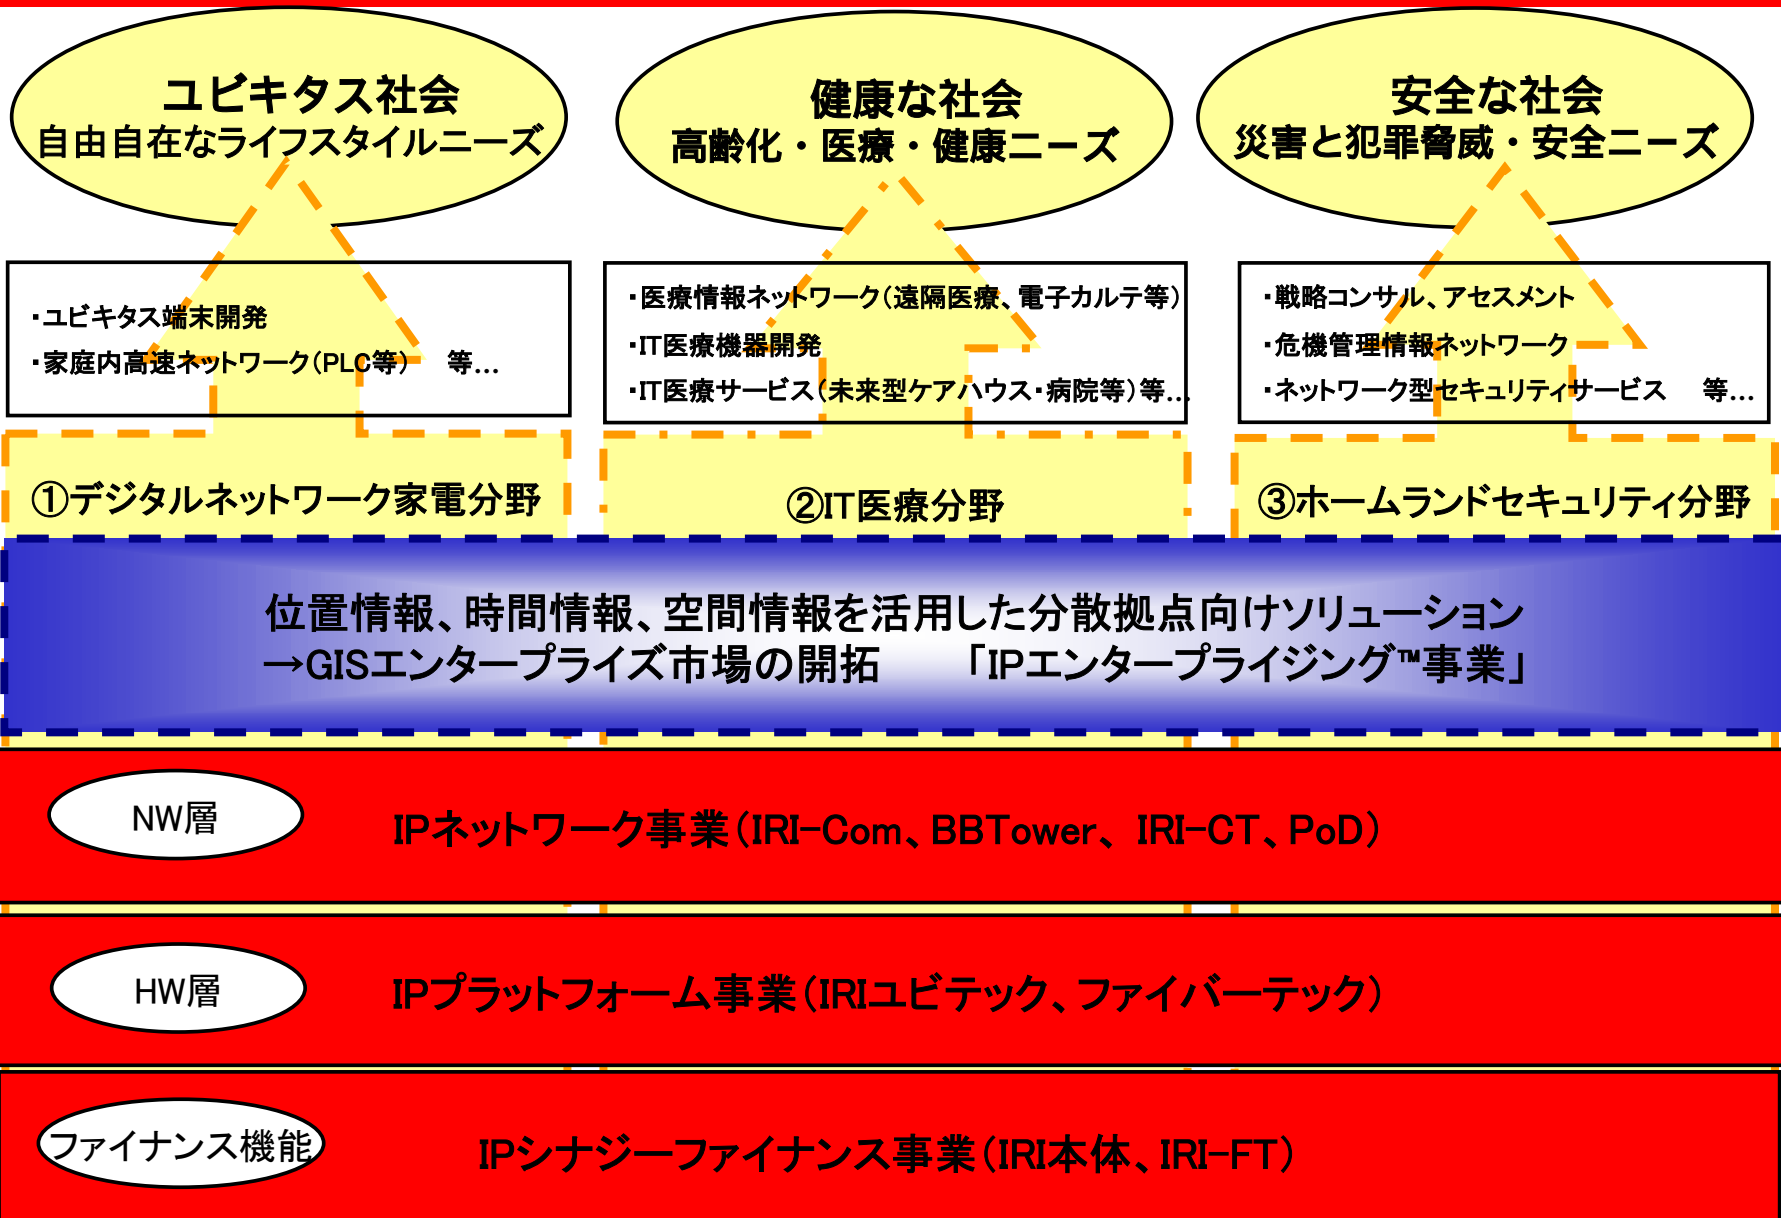 ユビキタス社会
自由自在なライフスタイルニーズ
健康な社会
高齢化・医療・健康ニーズ
安全な社会
災害と犯罪脅威・安全ニーズ
・ユビキタス端末開発
・家庭内高速ネットワーク(PLC等) 等…
・医療情報ネットワーク(遠隔医療、電子カルテ等)
・IT医療機器開発
・IT医療サービス(未来型ケアハウス・病院等)等…
・戦略コンサル、アセスメント
・危機管理情報ネットワーク
・ネットワーク型セキュリティサービス 等…
①デジタルネットワーク家電分野
②IT医療分野
③ホームランドセキュリティ分野
位置情報、時間情報、空間情報を活用した分散拠点向けソリューション
→GISエンタープライズ市場の開拓 「IPエンタープライジング™事業」
NW層
IPネットワーク事業(IRI-Com、BBTower、IRI-CT、PoD)
HW層
IPプラットフォーム事業(IRIユビテック、ファイバーテック)
ファイナンス機能
IPシナジーファイナンス事業(IRI本体、IRI-FT)